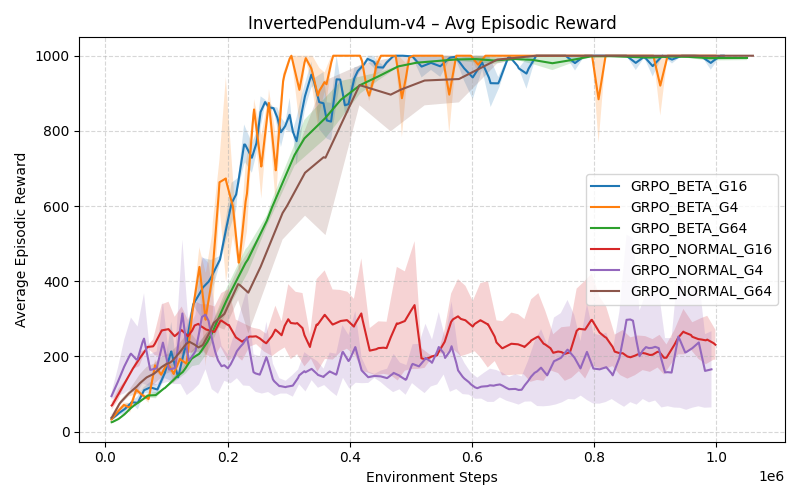 InvertedPendulum-v4 – Avg Episodic Reward
Average Episodic Reward
1000
800
600
400
200
0
GRPO_BETA_G16
GRPO_BETA_G4
GRPO_BETA_G64
GRPO_NORMAL_G16
GRPO_NORMAL_G4
GRPO_NORMAL_G64
0.0 0.2 0.4 0.6 0.8 1.0
1e6
Environment Steps